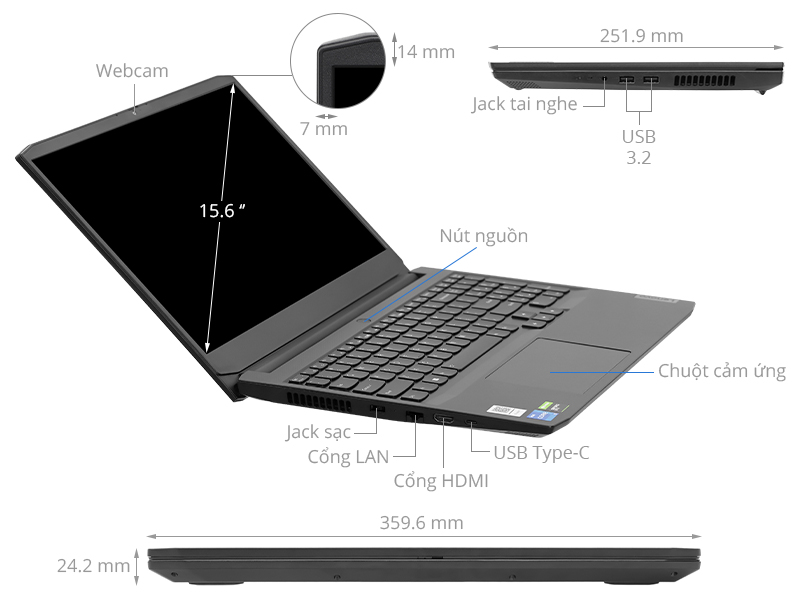 14 mm
251.9 mm
Webcam
Jack tai nghe
7 mm
USB
3.2
15.6 “
Nút nguồn
Chuột cảm ứng
Jack sạc
Cổng LAN
USB Type-C
Cổng HDMI
359.6 mm
24.2 mm